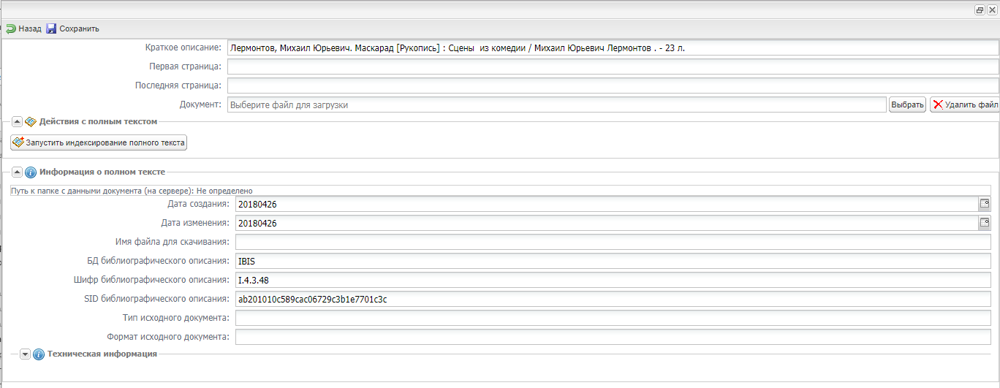 Назад Сохранить
Краткое описание: Лермонтов, Михаил Юрьевич. Маскарад [Рукопись] : Сцены  из комедии / Михаил Юрьевич Лермонтов . - 23 л.
Первая страница:
Последняя страница:
Документ: Выберите файл для загрузки Выбрать Удалить файл
Действия с полным текстом
Запустить индексирование полного текста
Информация о полном тексте
Путь к папке с данными документа (на сервере): Не определено
Дата создания: 20180426
Дата изменения: 20180426
Имя файла для скачивания:
БД библиографического описания: IBIS
Шифр библиографического описания: I.4.3.48
SID библиографического описания: ab201010c589cac06729c3b1e7701c3c
Тип исходного документа:
Формат исходного документа:
Техническая информация